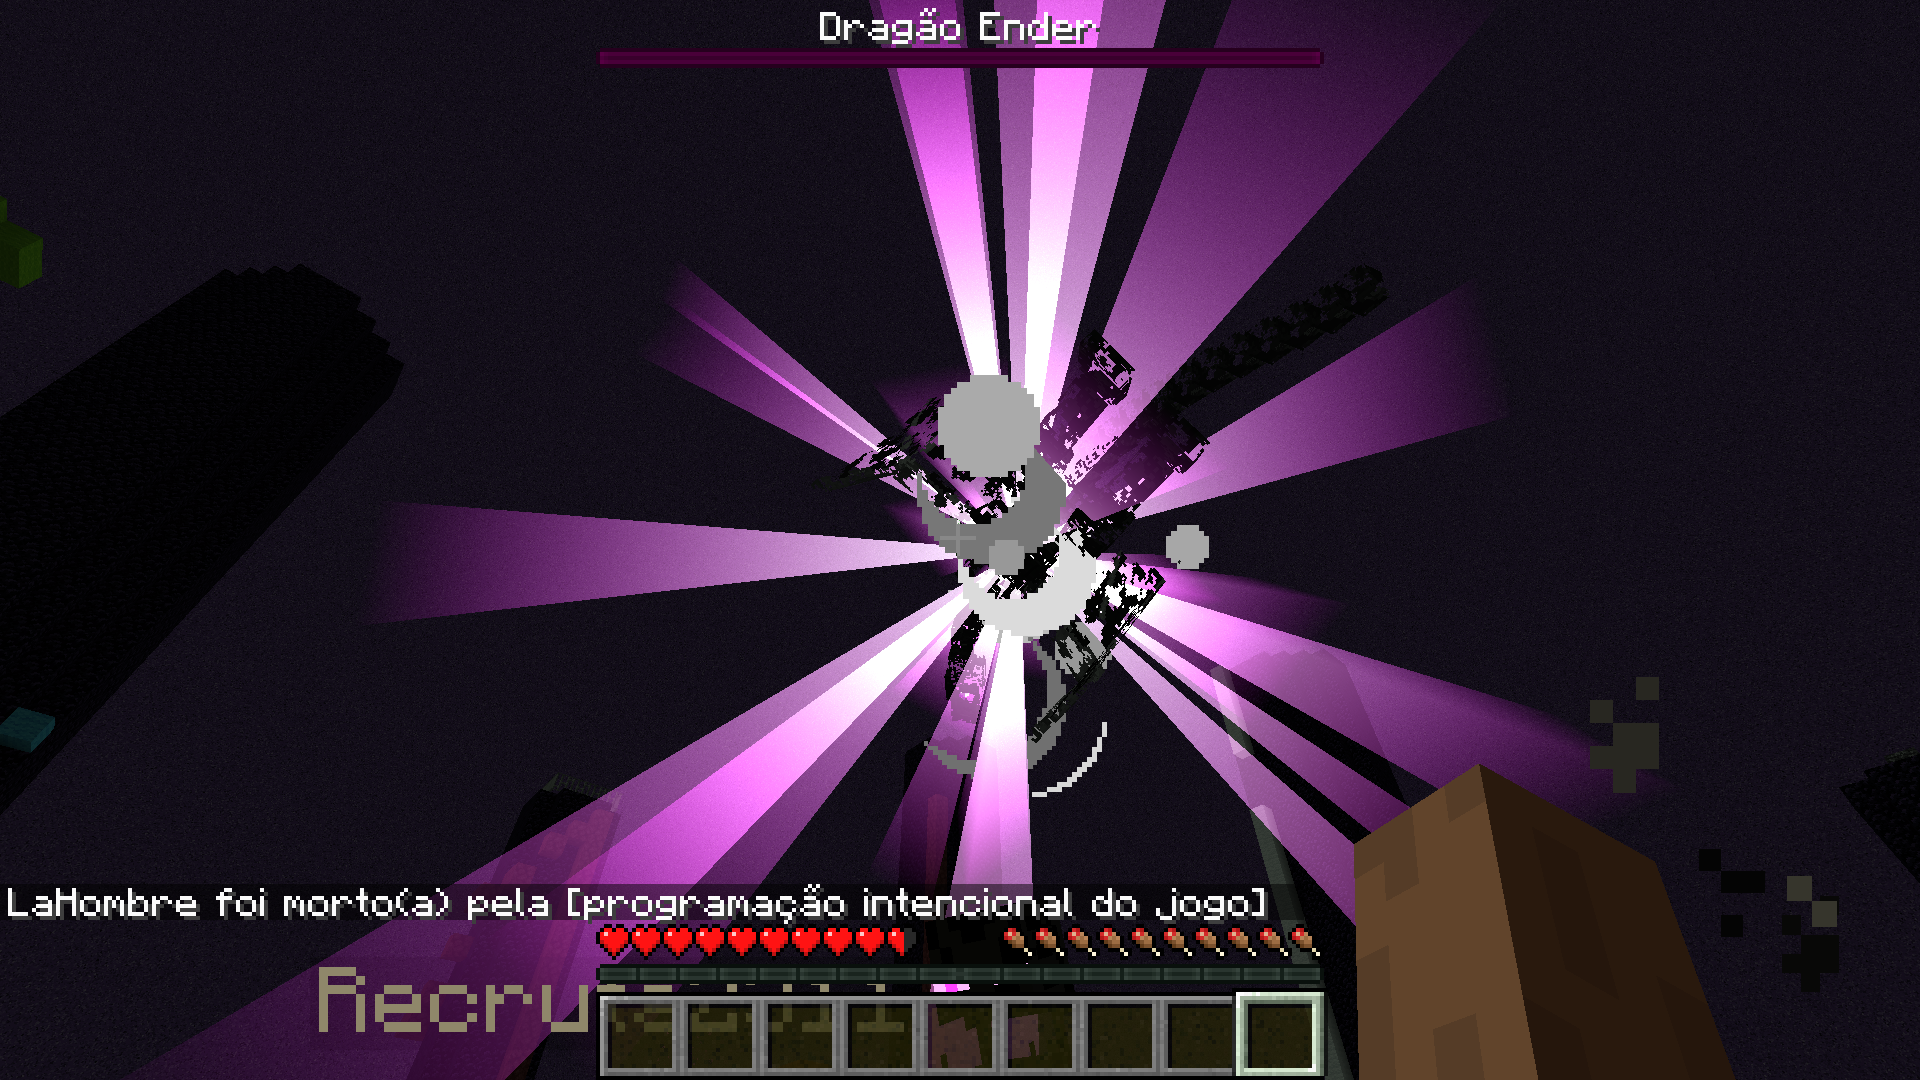 Dragão Ender
LaHombre foi morto(a) pela [programação intencional do jogo]